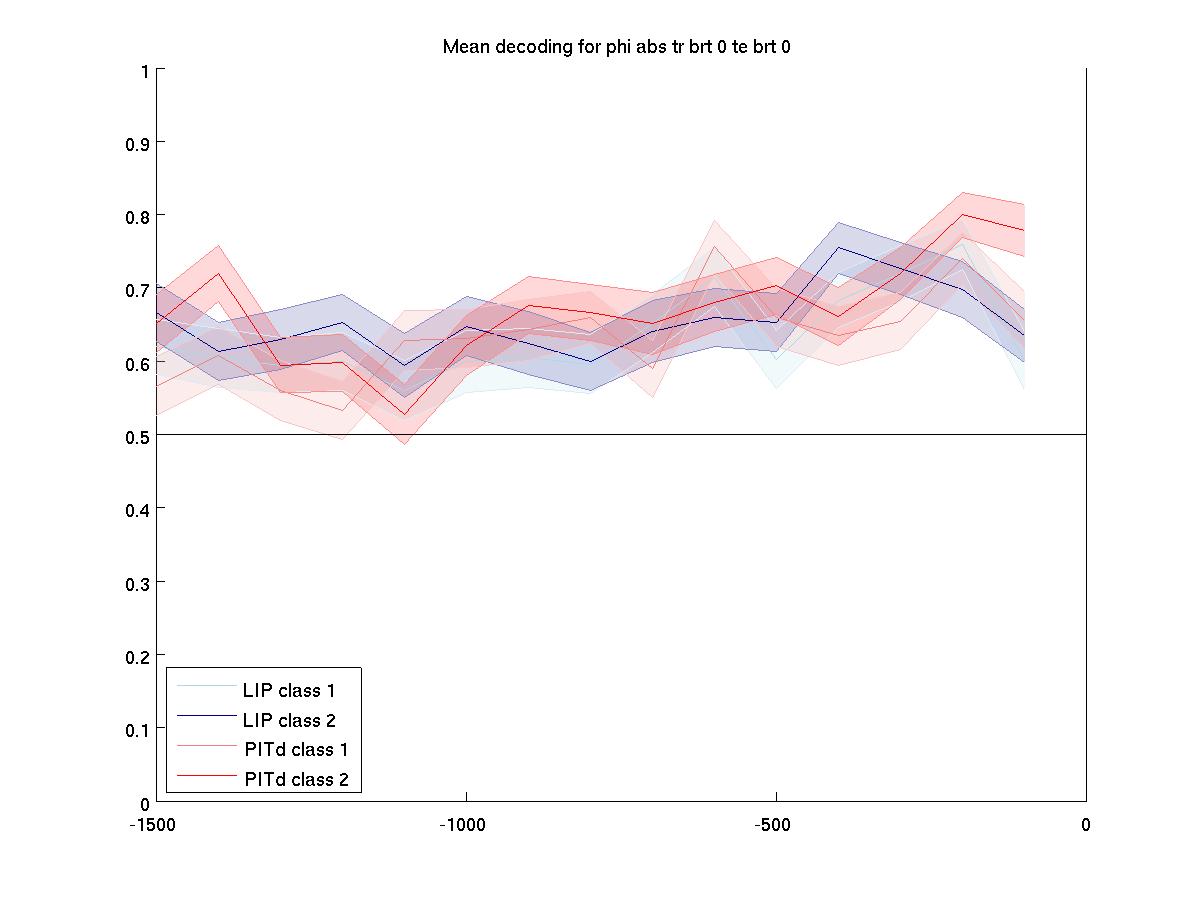 Mean decoding for phi abs tr brt 0 te brt 0
1
0.9
0.8
0.7
0.6
0.5
0.4
0.3
0.2
0.1
0
LIP class 1
LIP class 2
PITd class 1
PITd class 2
-1500 -1000 -500 0